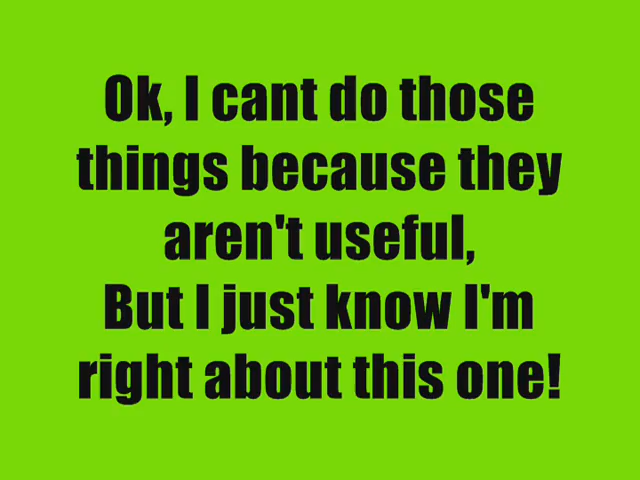 Ok, I cant do those
things because they
aren't useful,
But I just know I'm
right about this one!